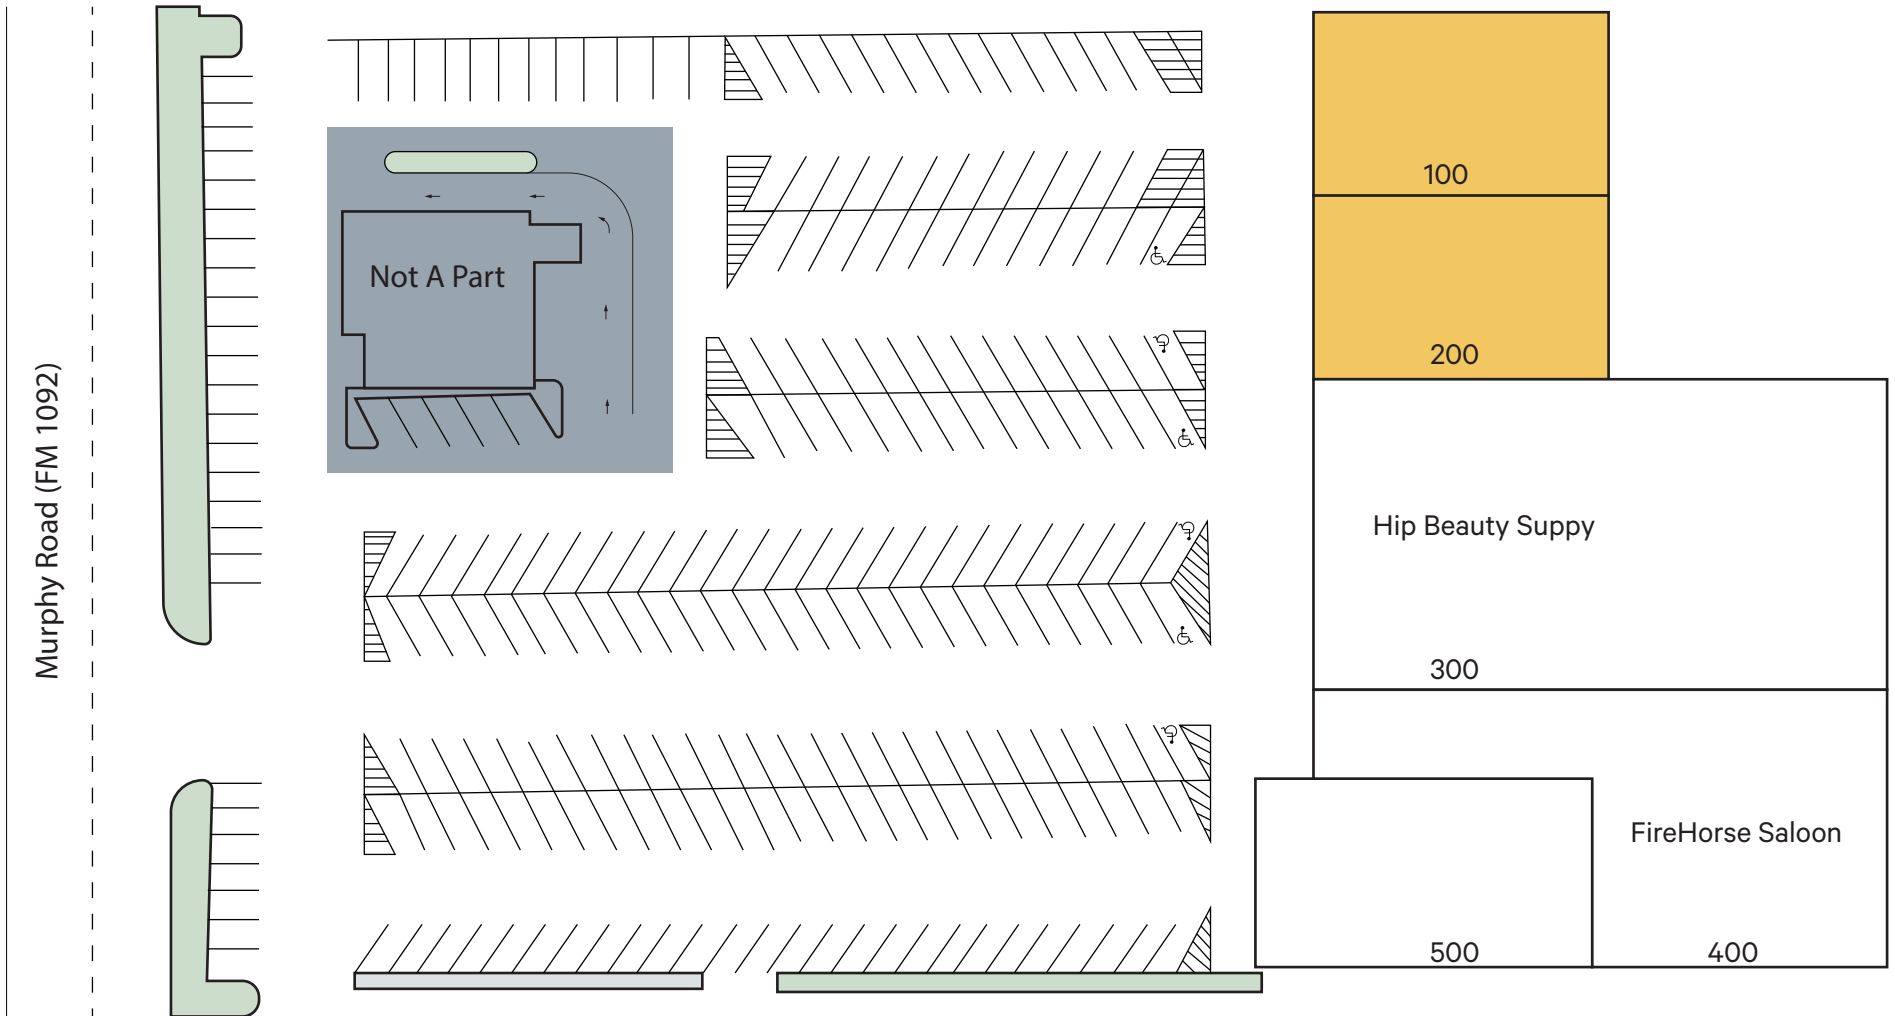 100
Not A Part
200
Murphy Road (FM 1092)
Hip Beauty Suppy
300
FireHorse Saloon
500
400